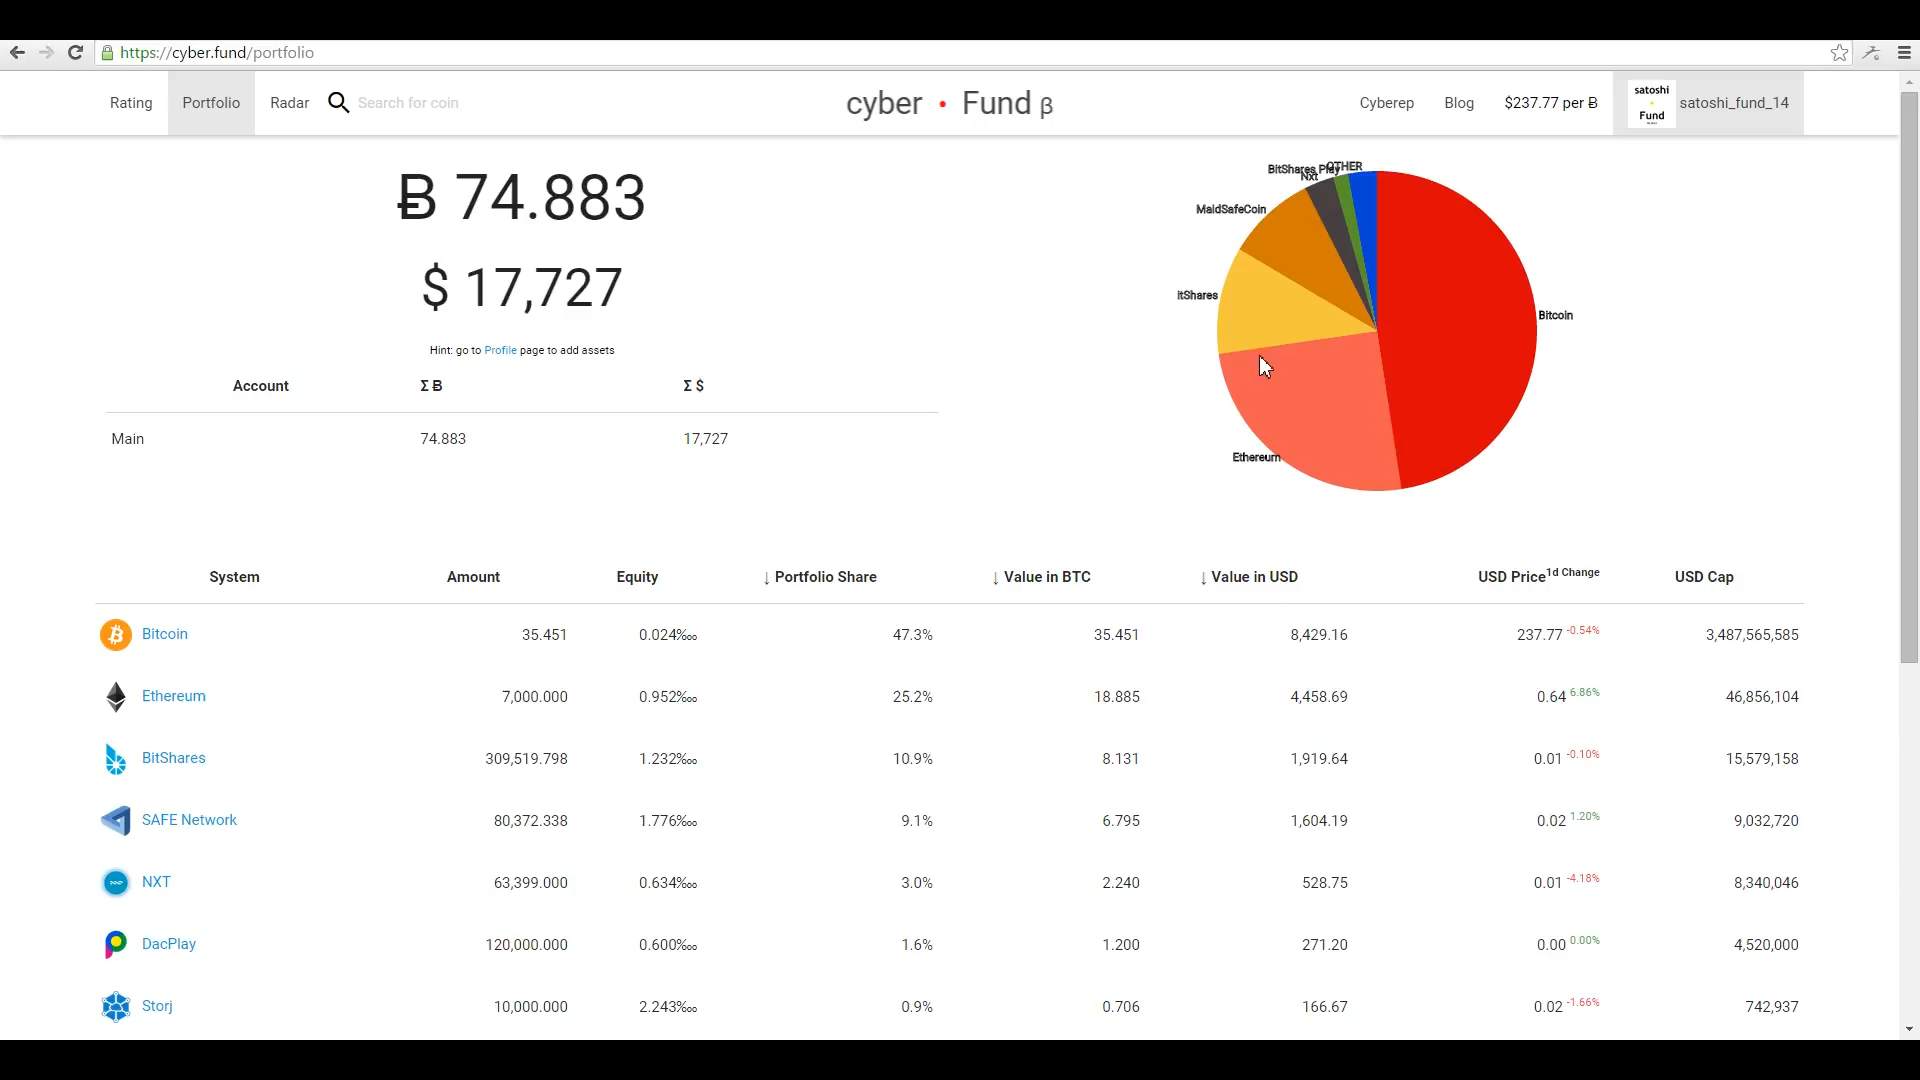 https://cyber.fund/portfolio
Rating Portfolio Radar Search for coin cyber • Fund β Cyberep Blog $237.77 per Ƀ satoshi Fund satoshi_fund_14
Ƀ 74.883
$ 17,727
Hint: go to Profile page to add assets
Account Σ Ƀ Σ $
Main 74.883 17,727
OTHER
BitShares Play
Nxt
MaidSafeCoin
itShares
Bitcoin
Ethereum
System Amount Equity ↓ Portfolio Share ↓ Value in BTC ↓ Value in USD USD Price 1d Change USD Cap
Bitcoin 35.451 0.024‱ 47.3% 35.451 8,429.16 237.77 -0.54% 3,487,565,585
Ethereum 7,000.000 0.952‱ 25.2% 18.885 4,458.69 0.64 6.86% 46,856,104
BitShares 309,519.798 1.232‱ 10.9% 8.131 1,919.64 0.01 -0.10% 15,579,158
SAFE Network 80,372.338 1.776‱ 9.1% 6.795 1,604.19 0.02 1.20% 9,032,720
NXT 63,399.000 0.634‱ 3.0% 2.240 528.75 0.01 -4.18% 8,340,046
DacPlay 120,000.000 0.600‱ 1.6% 1.200 271.20 0.00 0.00% 4,520,000
Storj 10,000.000 2.243‱ 0.9% 0.706 166.67 0.02 -1.66% 742,937